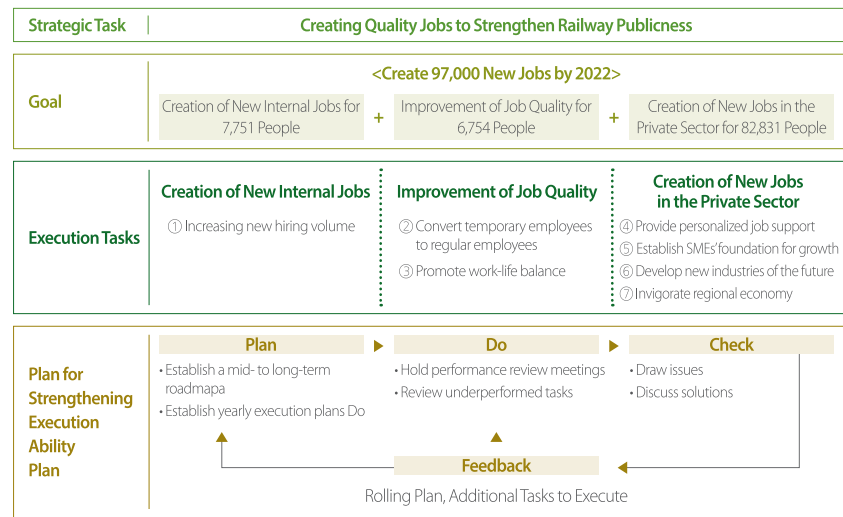 Strategic Task
Creating Quality Jobs to Strengthen Railway Publicness
Goal
<Create 97,000 New Jobs by 2022>
Creation of New Internal Jobs for
7,751 People
+
Improvement of Job Quality for
6,754 People
+
Creation of New Jobs in the
Private Sector for 82,831 People
Execution Tasks
Creation of New Internal Jobs
① Increasing new hiring volume
Improvement of Job Quality
② Convert temporary employees
to regular employees
③ Promote work-life balance
Creation of New Jobs
in the Private Sector
④ Provide personalized job support
⑤ Establish SMEs' foundation for growth
⑥ Develop new industries of the future
⑦ Invigorate regional economy
Plan for
Strengthening
Execution
Ability
Plan
Plan
• Establish a mid- to long-term
roadmapa
• Establish yearly execution plans Do
Do
• Hold performance review meetings
• Review underperformed tasks
Check
• Draw issues
• Discuss solutions
Feedback
Rolling Plan, Additional Tasks to Execute